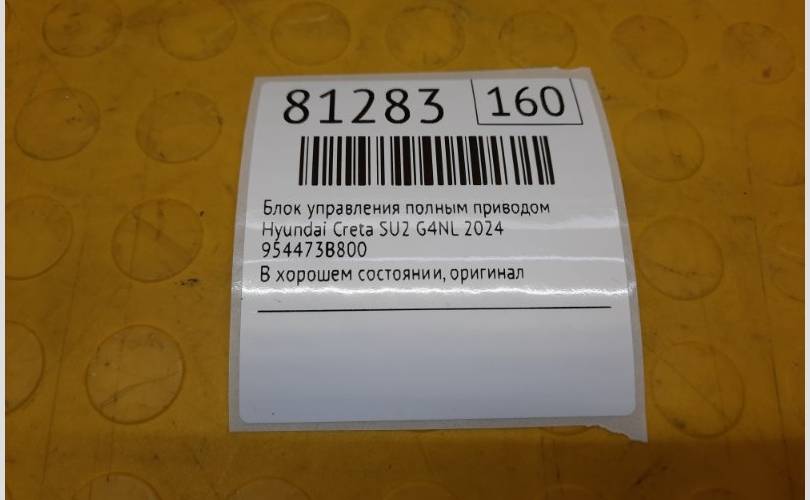 81283 160
Блок управления полным приводом
Hyundai Creta SU2 G4NL 2024
954473B800
В хорошем состоянии, оригинал